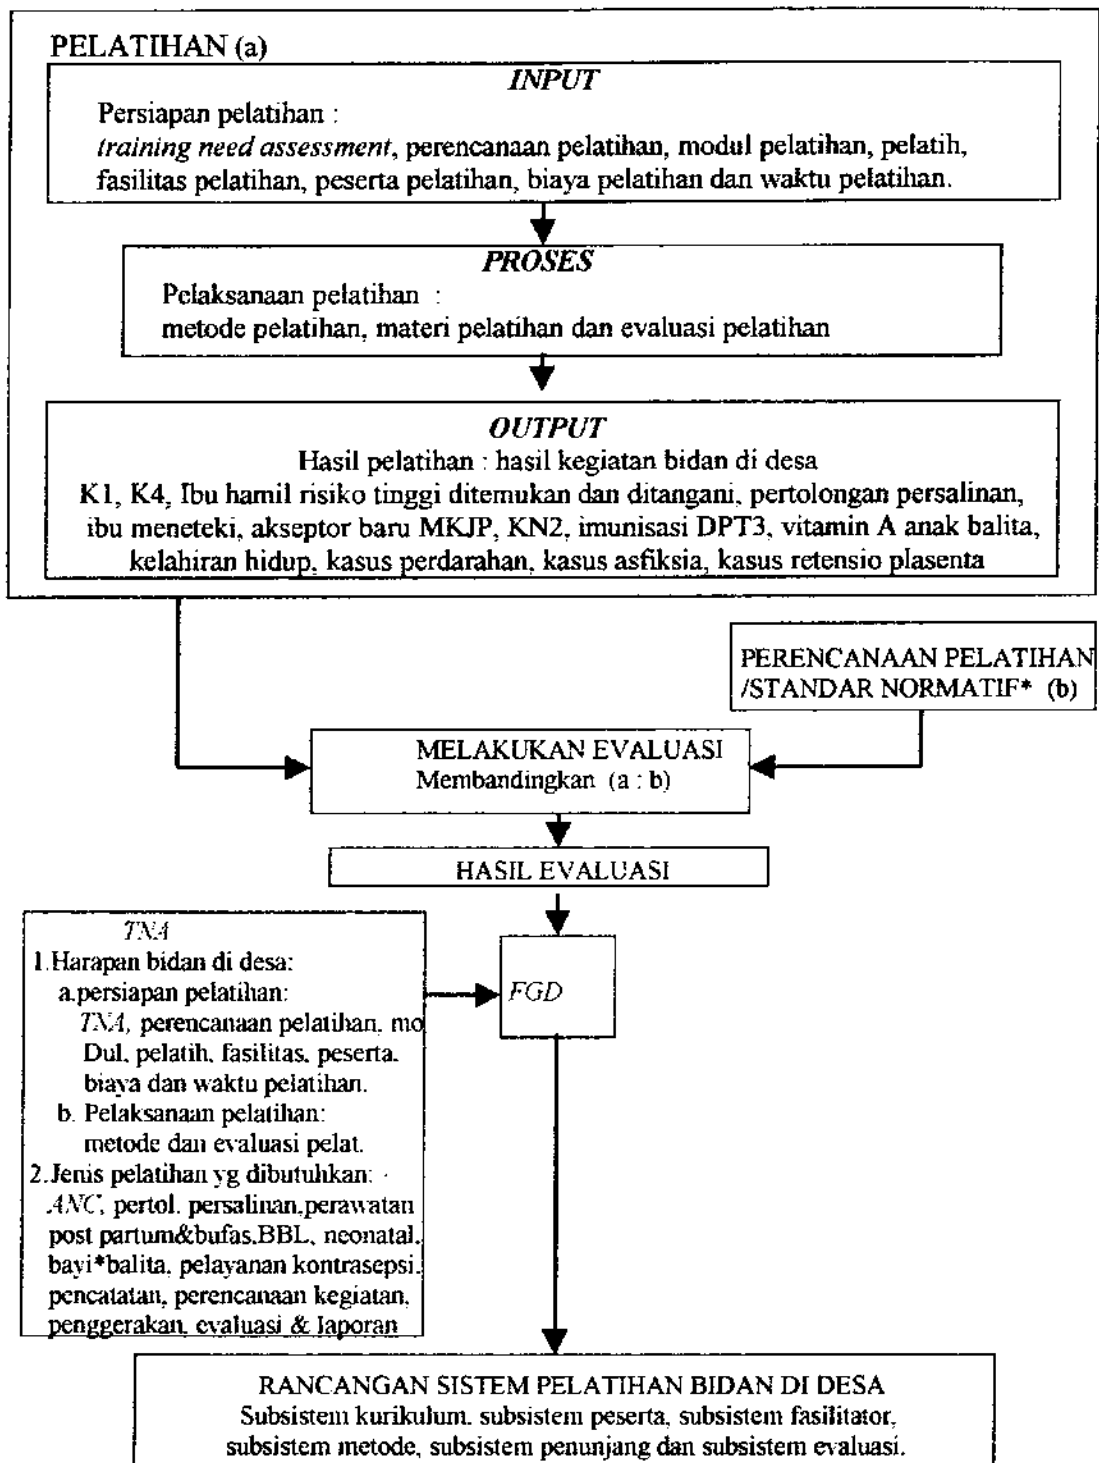 PELATIHAN (a)
INPUT
Persiapan pelatihan :
training need assessment, perencanaan pelatihan, modul pelatihan, pelatih,
fasilitas pelatihan, peserta pelatihan, biaya pelatihan dan waktu pelatihan.
PROSES
Pelaksanaan pelatihan :
metode pelatihan, materi pelatihan dan evaluasi pelatihan
OUTPUT
Hasil pelatihan : hasil kegiatan bidan di desa
K1, K4, Ibu hamil risiko tinggi ditemukan dan ditangani, pertolongan persalinan,
ibu meneteki, akseptor baru MKJP, KN2, imunisasi DPT3, vitamin A anak balita,
kelahiran hidup, kasus perdarahan, kasus asfiksia, kasus retensio plasenta
PERENCANAAN PELATIHAN
/STANDAR NORMATIF* (b)
MELAKUKAN EVALUASI
Membandingkan (a : b)
HASIL EVALUASI
TNA
1.Harapan bidan di desa:
a.persiapan pelatihan:
TNA, perencanaan pelatihan, mo
Dul, pelatih, fasilitas, peserta,
biaya dan waktu pelatihan.
b. Pelaksanaan pelatihan:
metode dan evaluasi pelat.
2.Jenis pelatihan yg dibutuhkan:
ANC, pertol. persalinan,perawatan
post partum&bufas,BBL, neonatal,
bayi*balita, pelayanan kontrasepsi,
pencatatan, perencanaan kegiatan,
penggerakan, evaluasi & laporan
FGD
RANCANGAN SISTEM PELATIHAN BIDAN DI DESA
Subsistem kurikulum, subsistem peserta, subsistem fasilitator,
subsistem metode, subsistem penunjang dan subsistem evaluasi.